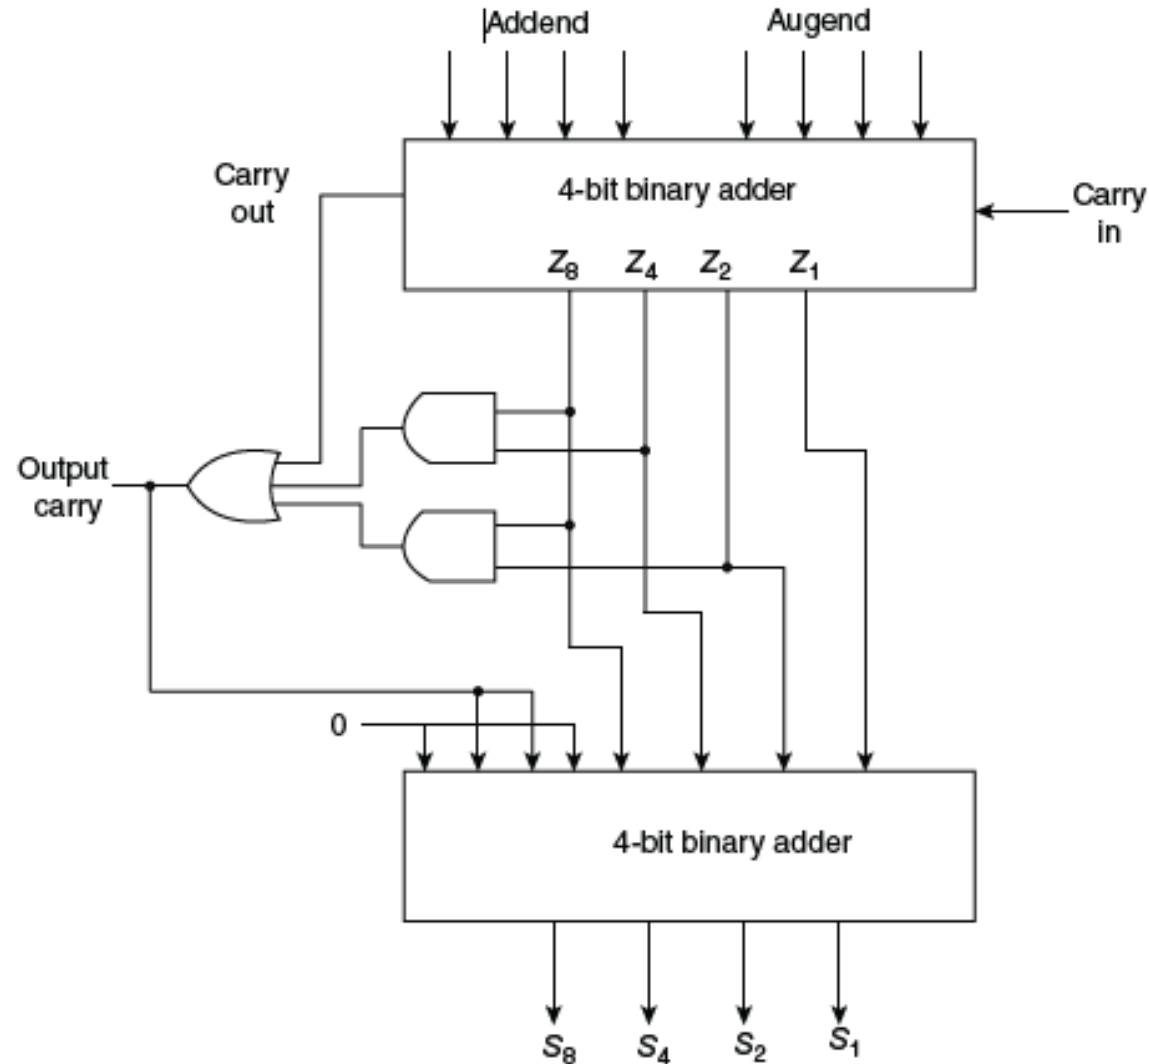 Addend
Augend
Carry
out
4-bit binary adder
Carry
in
Z₈ Z₄ Z₂ Z₁
Output
carry
0
4-bit binary adder
S₈ S₄ S₂ S₁